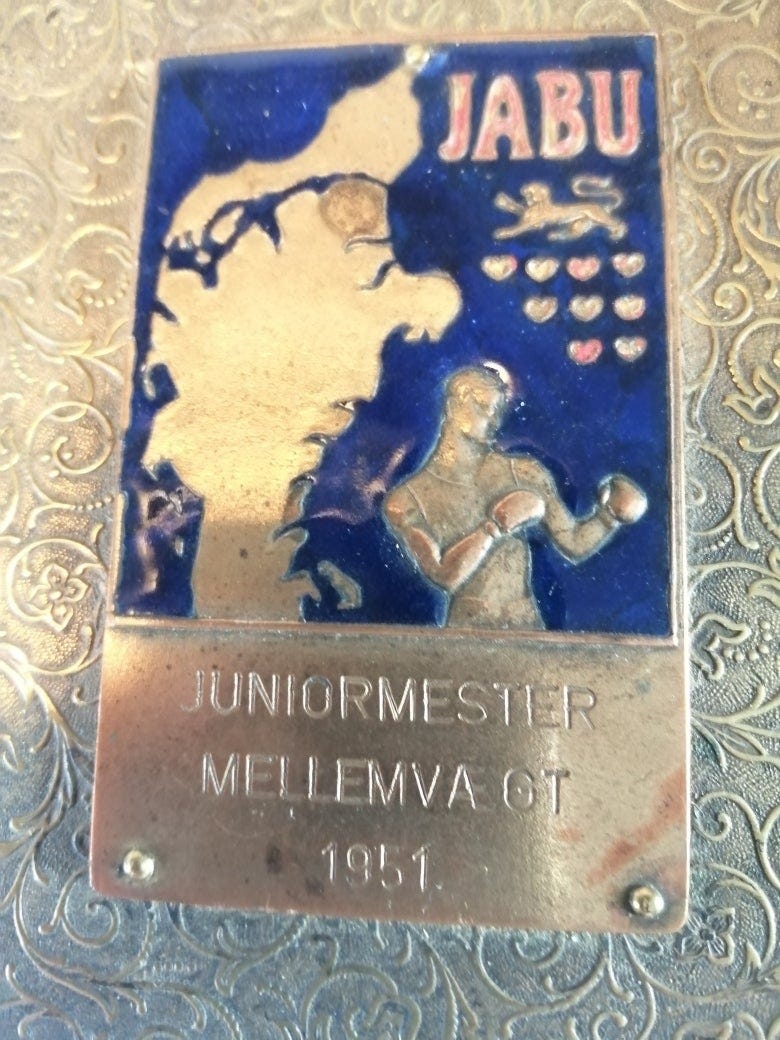 JABU
JUNIORMESTER
MELLEMVÆGT
1951.